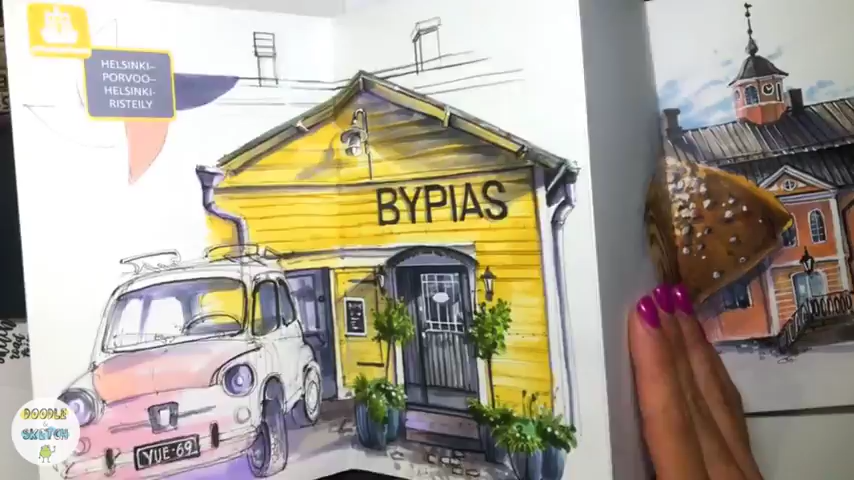 HELSINKI–
PORVOO–
HELSINKI-
RISTEILY
BYPIAS
YUE-69
DOODLE
& SKETCH